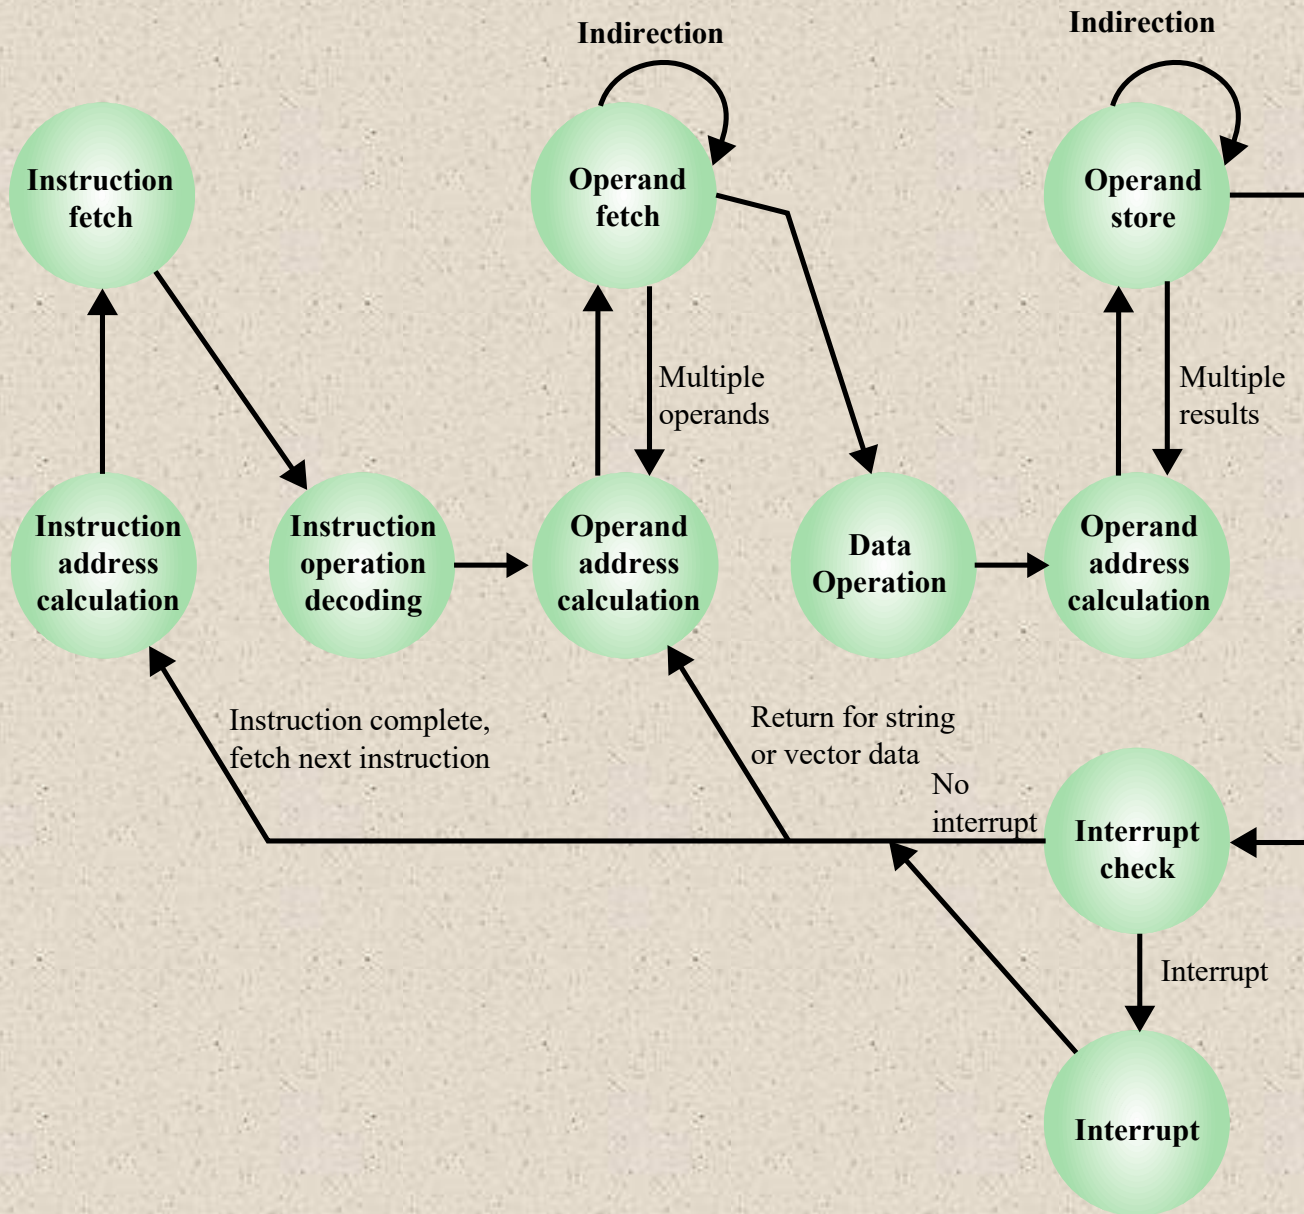 Indirection
Indirection
Instruction
fetch
Operand
fetch
Operand
store
Multiple
operands
Multiple
results
Instruction
address
calculation
Instruction
operation
decoding
Operand
address
calculation
Data
Operation
Operand
address
calculation
Instruction complete,
fetch next instruction
Return for string
or vector data
No
interrupt
Interrupt
check
Interrupt
Interrupt